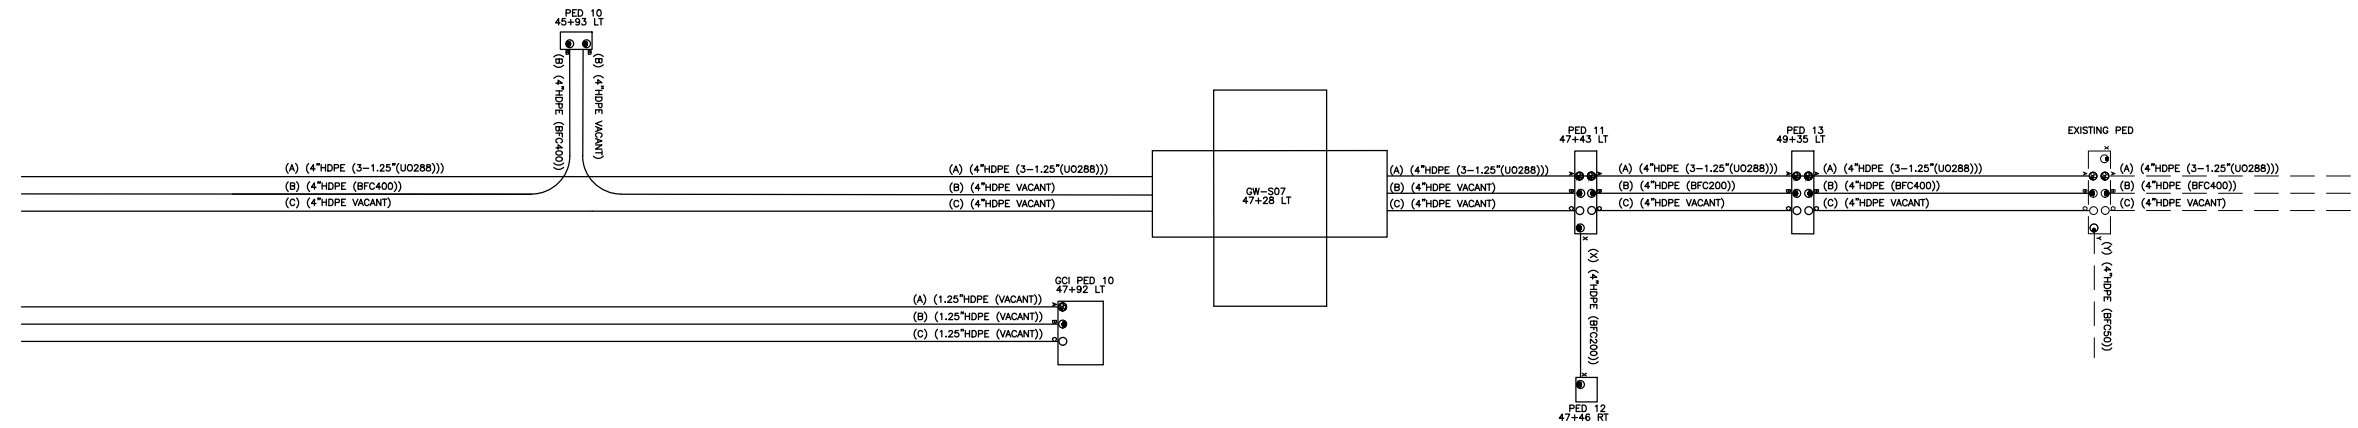 PED 10
45+93 LT
(B) (4"HDPE (BFC400))
(B) (4"HDPE VACANT)
(A) (4"HDPE (3-1.25"(UO288)))
(B) (4"HDPE (BFC400))
(C) (4"HDPE VACANT)
(A) (4"HDPE (3-1.25"(UO288)))
(B) (4"HDPE VACANT)
(C) (4"HDPE VACANT)
GW-S07
47+28 LT
(A) (4"HDPE (3-1.25"(UO288)))
(B) (4"HDPE VACANT)
(C) (4"HDPE VACANT)
PED 11
47+43 LT
(A) (4"HDPE (3-1.25"(UO288)))
(B) (4"HDPE (BFC200))
(C) (4"HDPE VACANT)
PED 13
49+35 LT
(A) (4"HDPE (3-1.25"(UO288)))
(B) (4"HDPE (BFC400))
(C) (4"HDPE VACANT)
EXISTING PED
X
(A) (4"HDPE (3-1.25"(UO288)))
(B) (4"HDPE (BFC400))
(C) (4"HDPE VACANT)
Y
(Y) (4"HDPE (BFC50))
X
(X) (4"HDPE (BFC200))
X
PED 12
47+46 RT
GCI PED 10
47+92 LT
(A) (1.25"HDPE (VACANT))
(B) (1.25"HDPE (VACANT))
(C) (1.25"HDPE (VACANT))